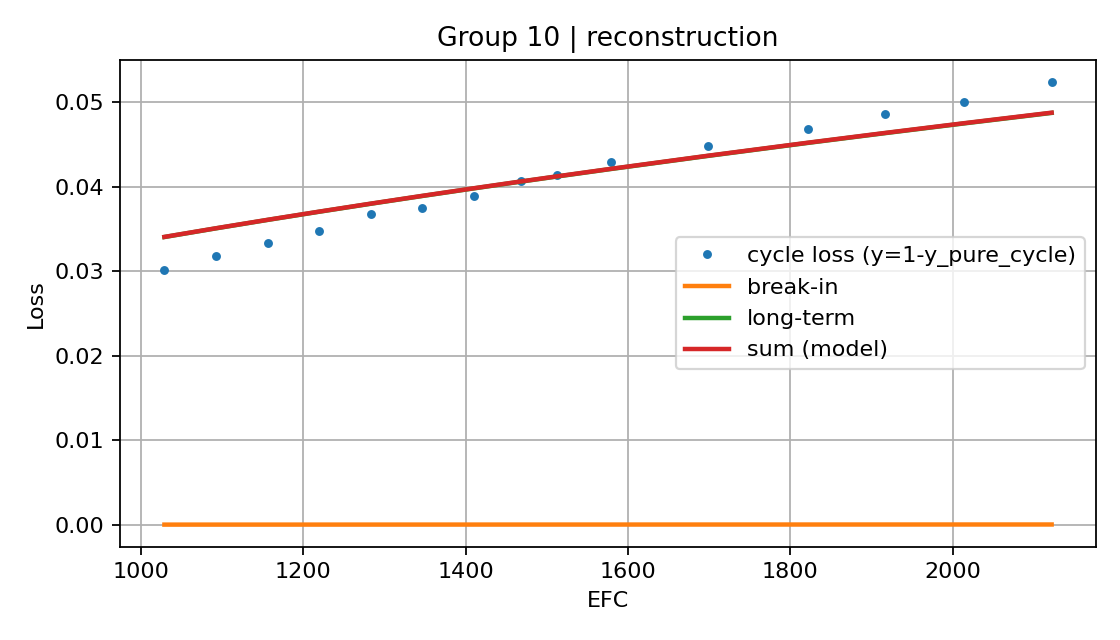 Group 10 | reconstruction
Loss
0.05
0.04
0.03
0.02
0.01
0.00
cycle loss (y=1-y_pure_cycle)
break-in
long-term
sum (model)
1000 1200 1400 1600 1800 2000
EFC